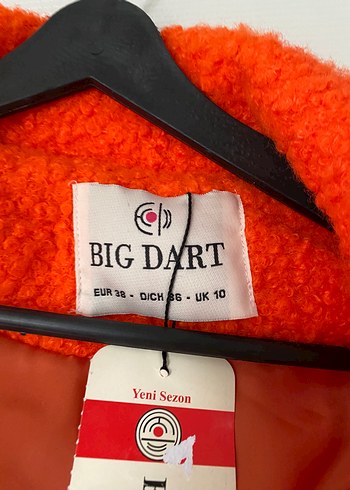 BIG DART
EUR 38 - D/CH 36 - UK 10
Yeni Sezon